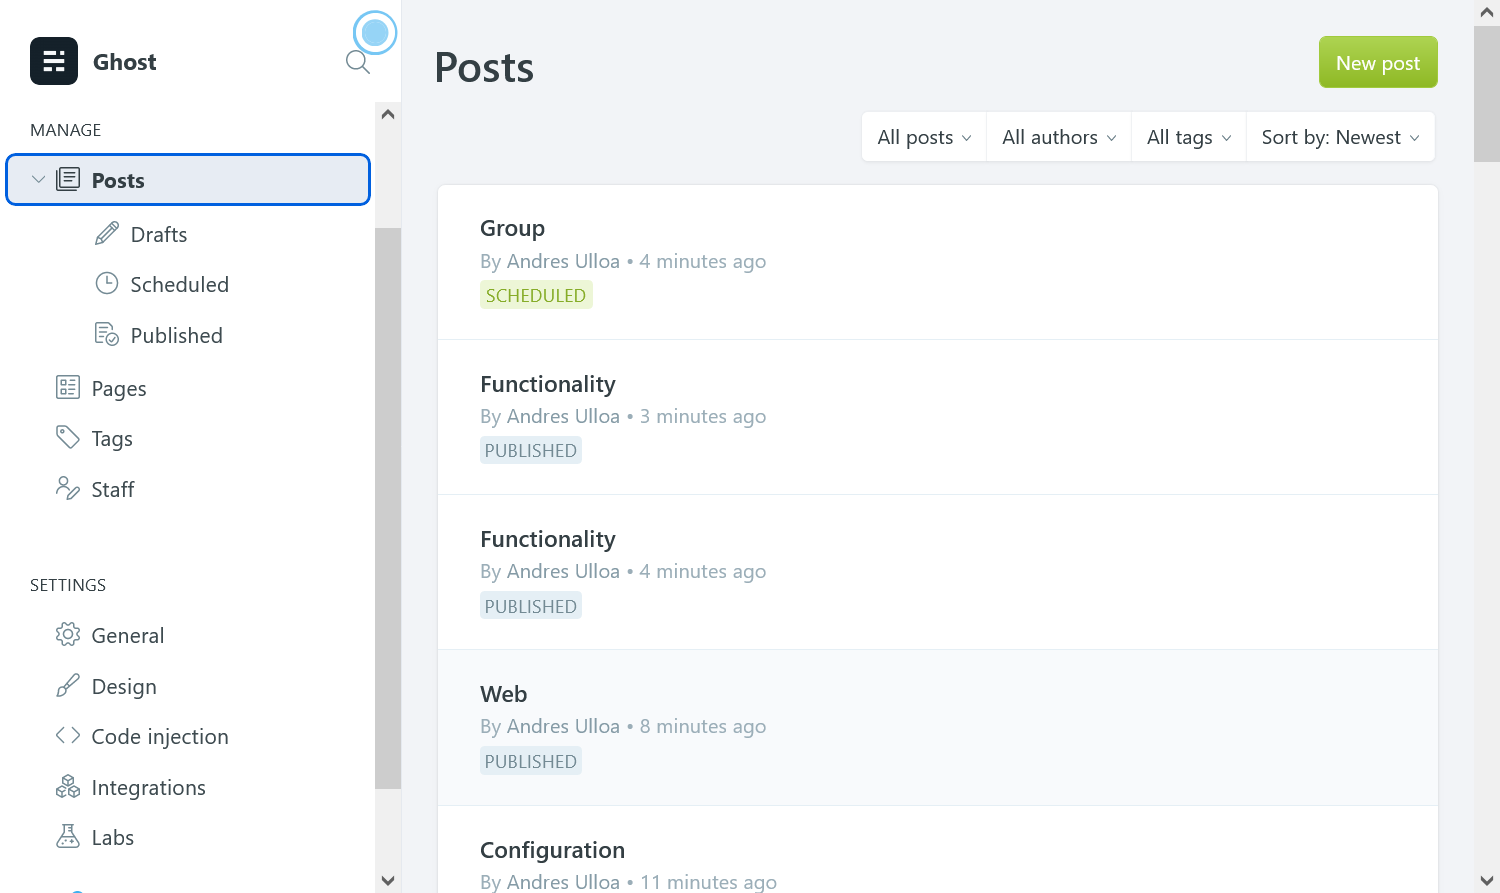 Ghost
MANAGE
Posts
Drafts
Scheduled
Published
Pages
Tags
Staff
SETTINGS
General
Design
Code injection
Integrations
Labs
Posts
New post
All posts
All authors
All tags
Sort by: Newest
Group
By Andres Ulloa • 4 minutes ago
SCHEDULED
Functionality
By Andres Ulloa • 3 minutes ago
PUBLISHED
Functionality
By Andres Ulloa • 4 minutes ago
PUBLISHED
Web
By Andres Ulloa • 8 minutes ago
PUBLISHED
Configuration
By Andres Ulloa • 11 minutes ago